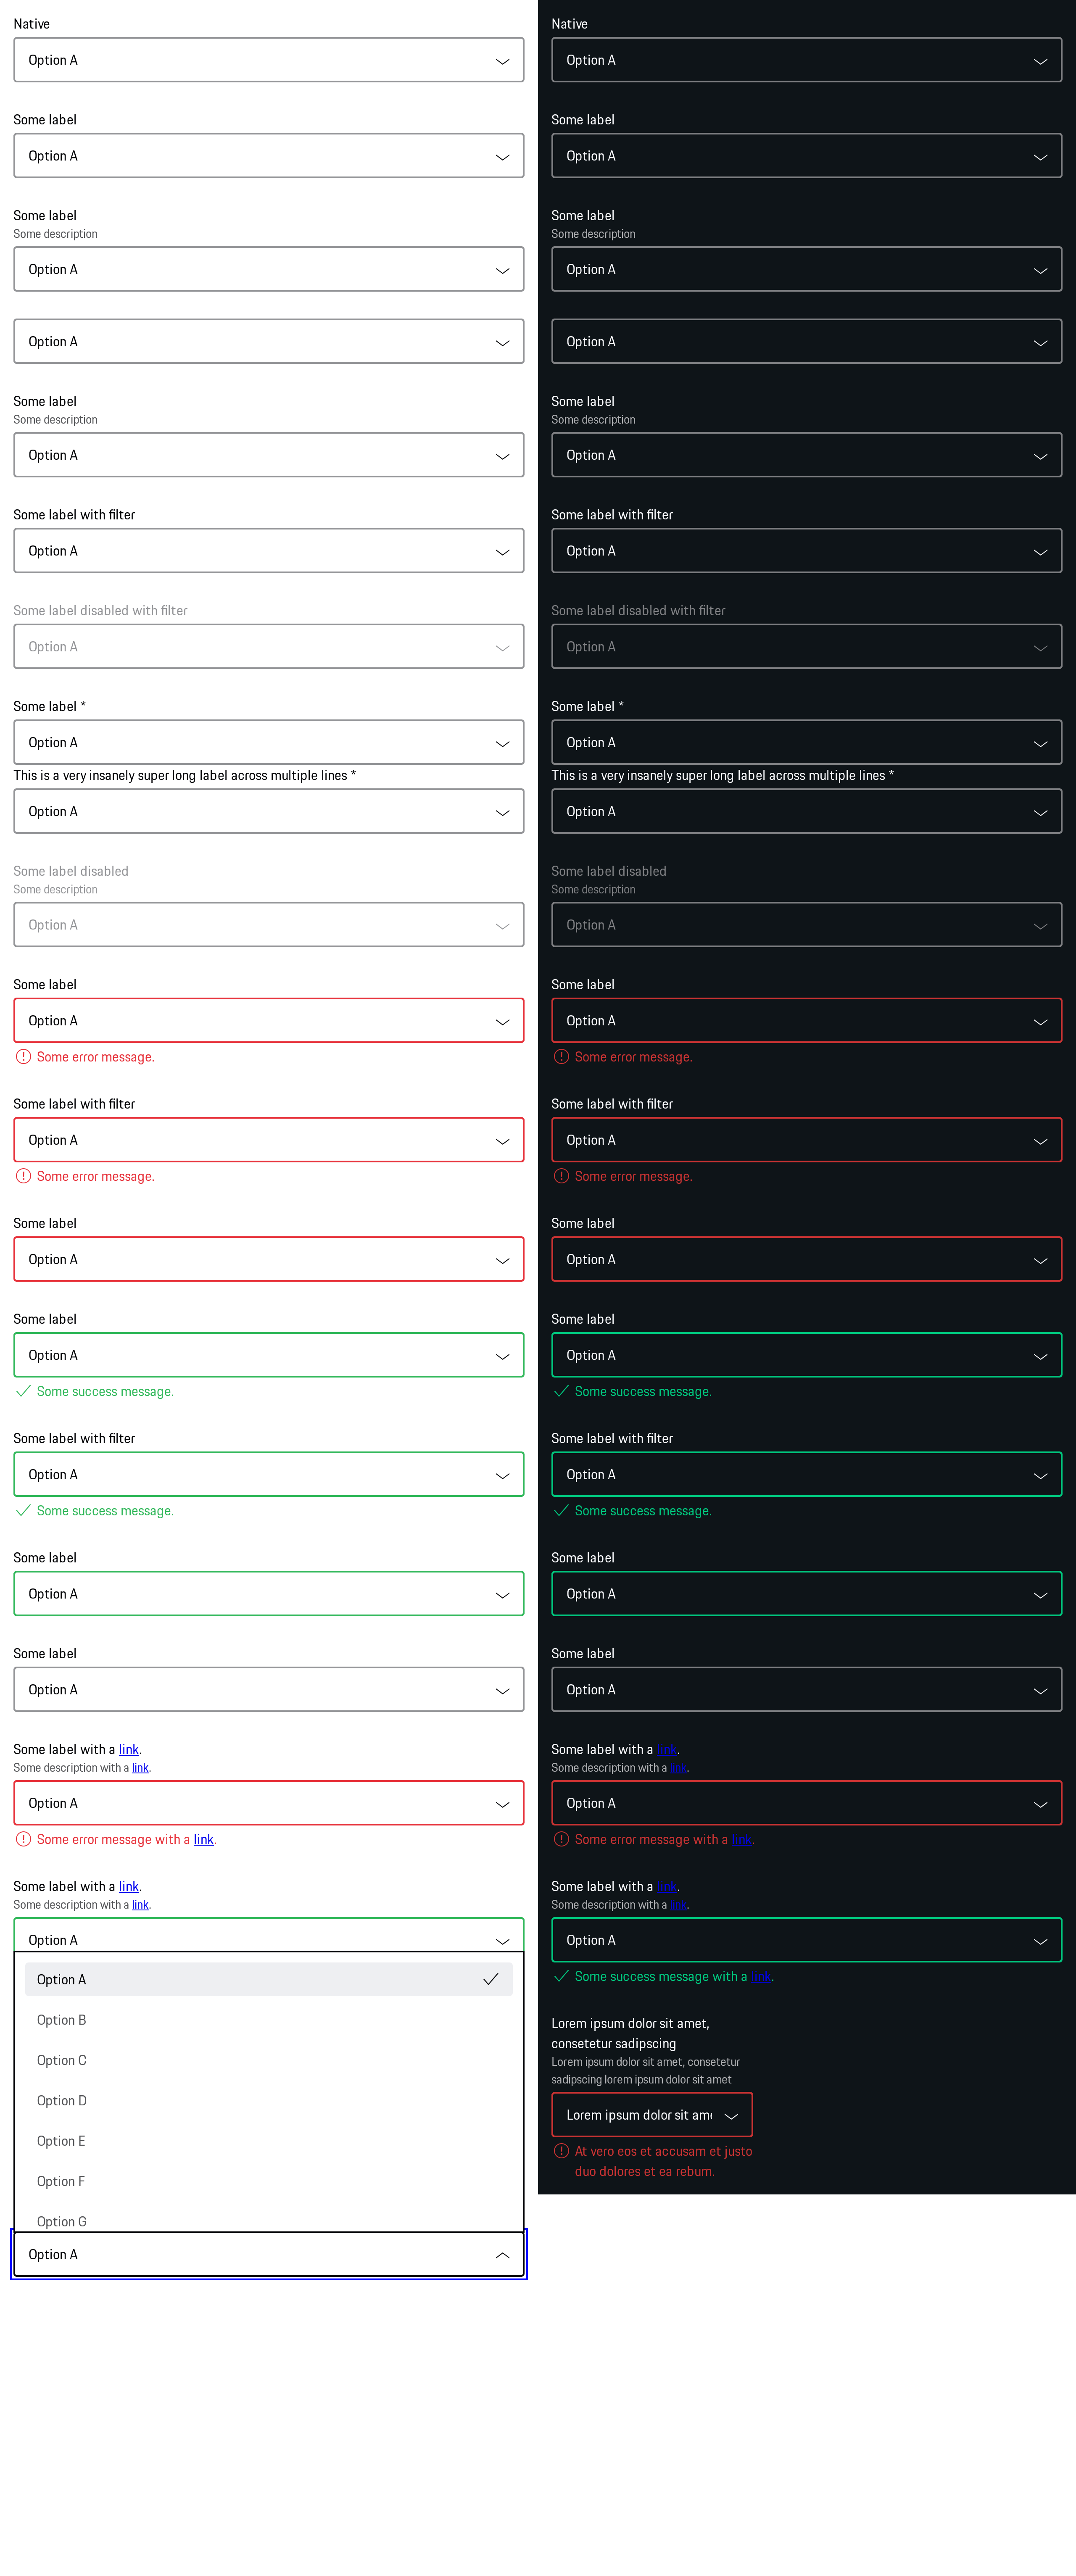 Native
Option A
Some label
Option A
Some label
Some description
Option A
Option A
Some label
Some description
Option A
Some label with filter
Option A
Some label disabled with filter
Option A
Some label *
Option A
This is a very insanely super long label across multiple lines *
Option A
Some label disabled
Some description
Option A
Some label
Option A
Some error message.
Some label with filter
Option A
Some error message.
Some label
Option A
Some label
Option A
Some success message.
Some label with filter
Option A
Some success message.
Some label
Option A
Some label
Option A
Some label with a link.
Some description with a link.
Option A
Some error message with a link.
Some label with a link.
Some description with a link.
Option A
Option A
Option B
Option C
Option D
Option E
Option F
Option G
Option A
Native
Option A
Some label
Option A
Some label
Some description
Option A
Option A
Some label
Some description
Option A
Some label with filter
Option A
Some label disabled with filter
Option A
Some label *
Option A
This is a very insanely super long label across multiple lines *
Option A
Some label disabled
Some description
Option A
Some label
Option A
Some error message.
Some label with filter
Option A
Some error message.
Some label
Option A
Some label
Option A
Some success message.
Some label with filter
Option A
Some success message.
Some label
Option A
Some label
Option A
Some label with a link.
Some description with a link.
Option A
Some error message with a link.
Some label with a link.
Some description with a link.
Option A
Some success message with a link.
Lorem ipsum dolor sit amet,
consetetur sadipscing
Lorem ipsum dolor sit amet, consetetur
sadipscing lorem ipsum dolor sit amet
Lorem ipsum dolor sit ame
At vero eos et accusam et justo
duo dolores et ea rebum.